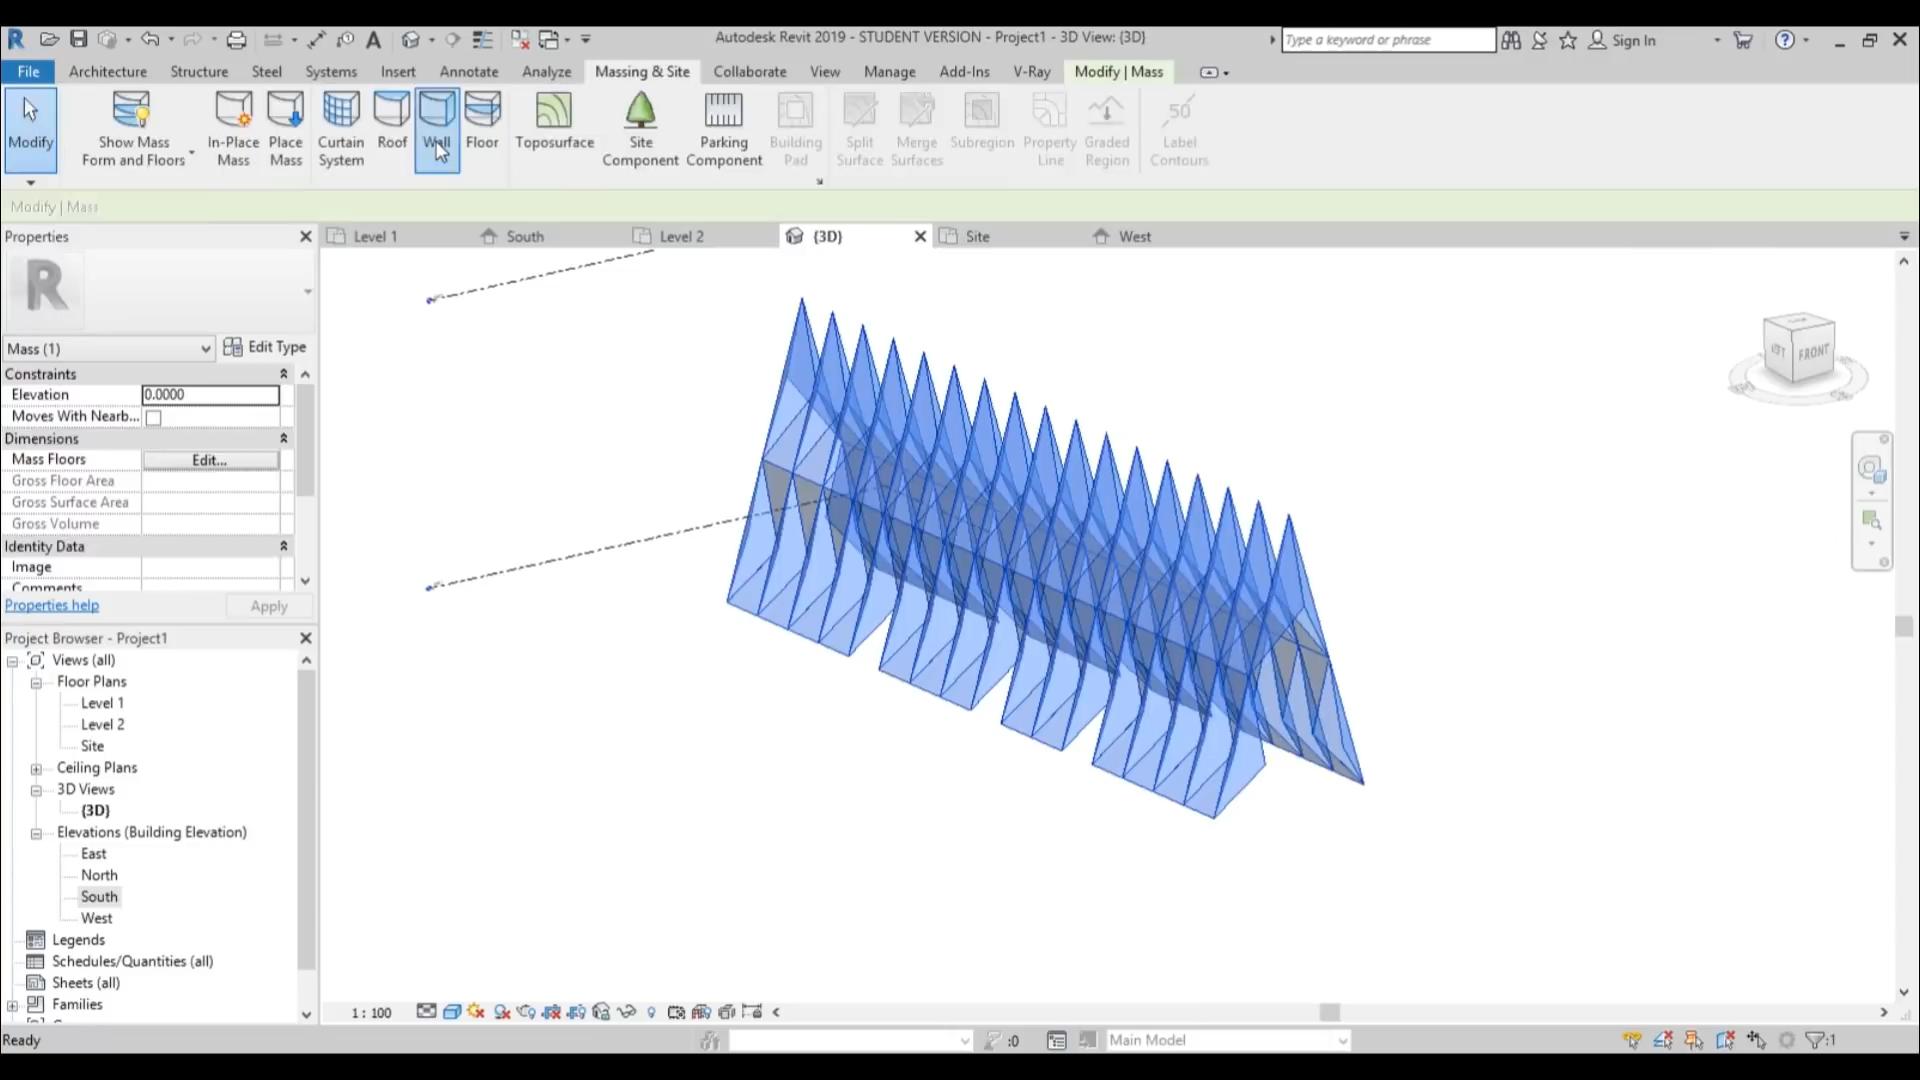 Autodesk Revit 2019 - STUDENT VERSION - Project1 - 3D View: {3D}
Type a keyword or phrase
Sign In
File Architecture Structure Steel Systems Insert Annotate Analyze Massing & Site Collaborate View Manage Add-Ins V-Ray Modify | Mass
Modify
Show Mass Form and Floors
In-Place Mass
Place Mass
Curtain System
Roof
Wall
Floor
Toposurface
Site Component
Parking Component
Building Pad
Split Surface
Merge Surfaces
Subregion
Property Line
Graded Region
50
Label Contours
Modify | Mass
Properties
Level 1
South
Level 2
{3D}
Site
West
R
Mass (1)
Edit Type
Constraints
Elevation 0.0000
Moves With Nearb...
Dimensions
Mass Floors Edit...
Gross Floor Area
Gross Surface Area
Gross Volume
Identity Data
Image
Comments
Properties help
Apply
FRONT
Project Browser - Project1
Views (all)
Floor Plans
Level 1
Level 2
Site
Ceiling Plans
3D Views
{3D}
Elevations (Building Elevation)
East
North
South
West
Legends
Schedules/Quantities (all)
Sheets (all)
Families
1 : 100
Ready
:0
Main Model
:1